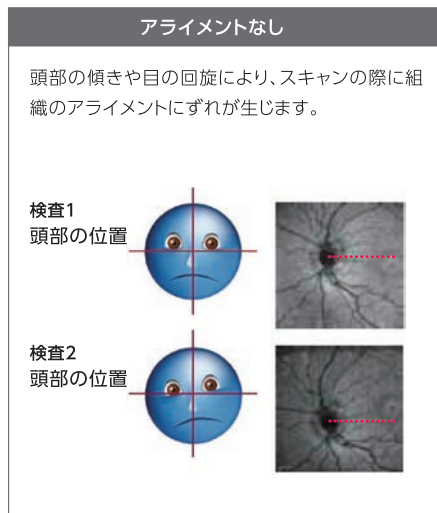 アライメントなし
頭部の傾きや目の回旋により、スキャンの際に組
織のアライメントにずれが生じます。
検査1
頭部の位置
検査2
頭部の位置